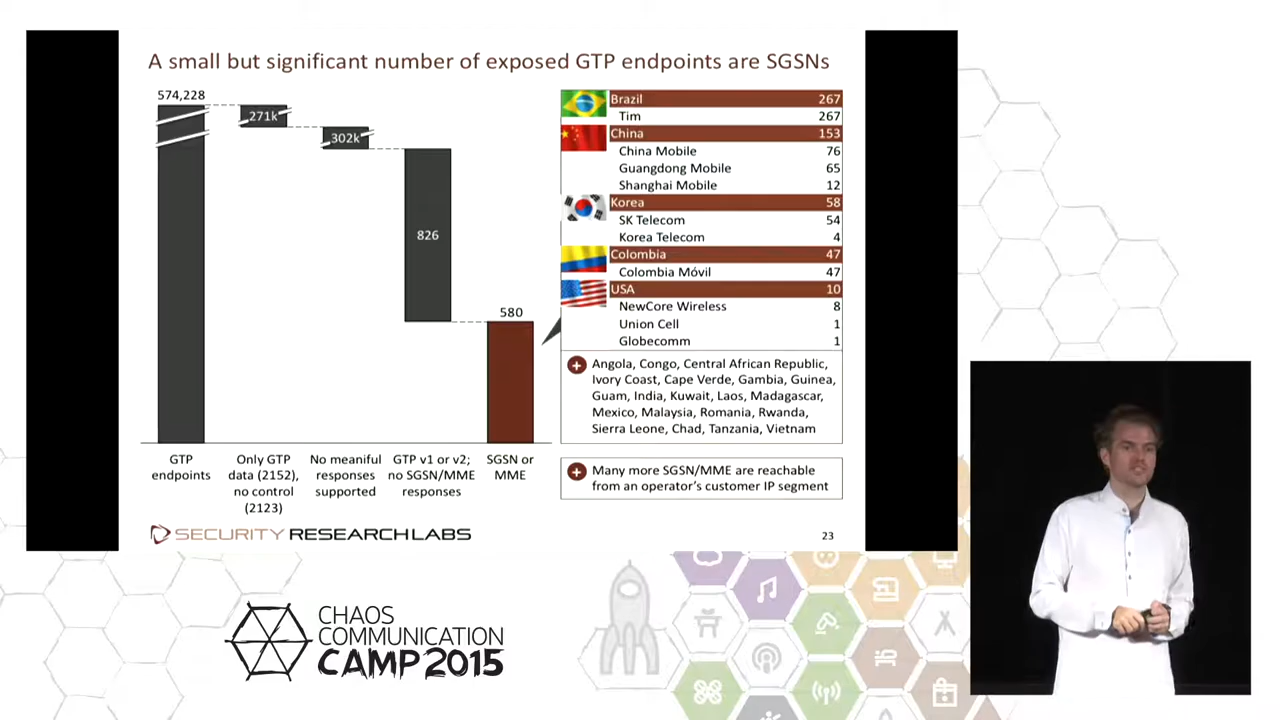 A small but significant number of exposed GTP endpoints are SGSNs
574,228
271k
302k
826
580
GTP
endpoints
Only GTP
data (2152),
no control
(2123)
No meaniful
responses
supported
GTP v1 or v2;
no SGSN/MME
responses
SGSN or
MME
Brazil 267
Tim 267
China 153
China Mobile 76
Guangdong Mobile 65
Shanghai Mobile 12
Korea 58
SK Telecom 54
Korea Telecom 4
Colombia 47
Colombia Móvil 47
USA 10
NewCore Wireless 8
Union Cell 1
Globecomm 1
Angola, Congo, Central African Republic,
Ivory Coast, Cape Verde, Gambia, Guinea,
Guam, India, Kuwait, Laos, Madagascar,
Mexico, Malaysia, Romania, Rwanda,
Sierra Leone, Chad, Tanzania, Vietnam
Many more SGSN/MME are reachable
from an operator's customer IP segment
SECURITY RESEARCH LABS
23
CHAOS
COMMUNICATION
CAMP 2015